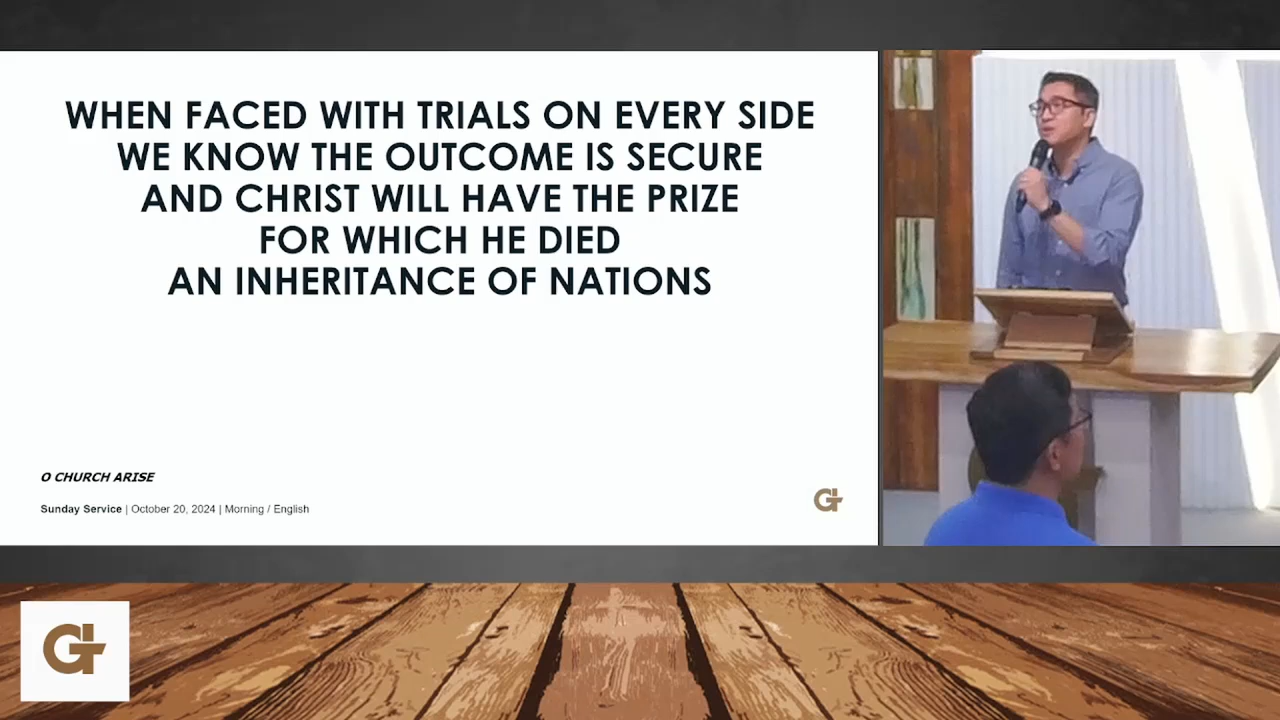 WHEN FACED WITH TRIALS ON EVERY SIDE
WE KNOW THE OUTCOME IS SECURE
AND CHRIST WILL HAVE THE PRIZE
FOR WHICH HE DIED
AN INHERITANCE OF NATIONS
O CHURCH ARISE
Sunday Service | October 20, 2024 | Morning / English